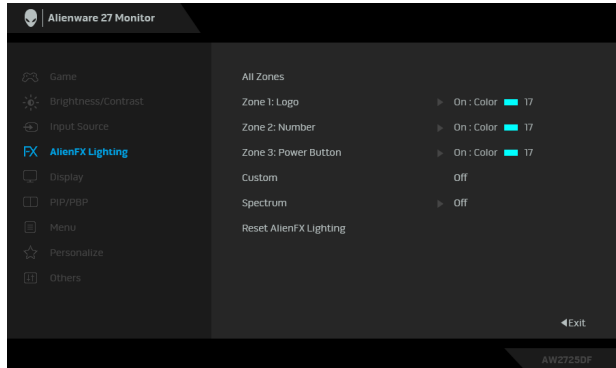 Alienware 27 Monitor
Game
Brightness/Contrast
Input Source
FX AlienFX Lighting
Display
PIP/PBP
Menu
Personalize
Others
All Zones
Zone 1: Logo On : Color 17
Zone 2: Number On : Color 17
Zone 3: Power Button On : Color 17
Custom Off
Spectrum Off
Reset AlienFX Lighting
Exit
AW2725DF